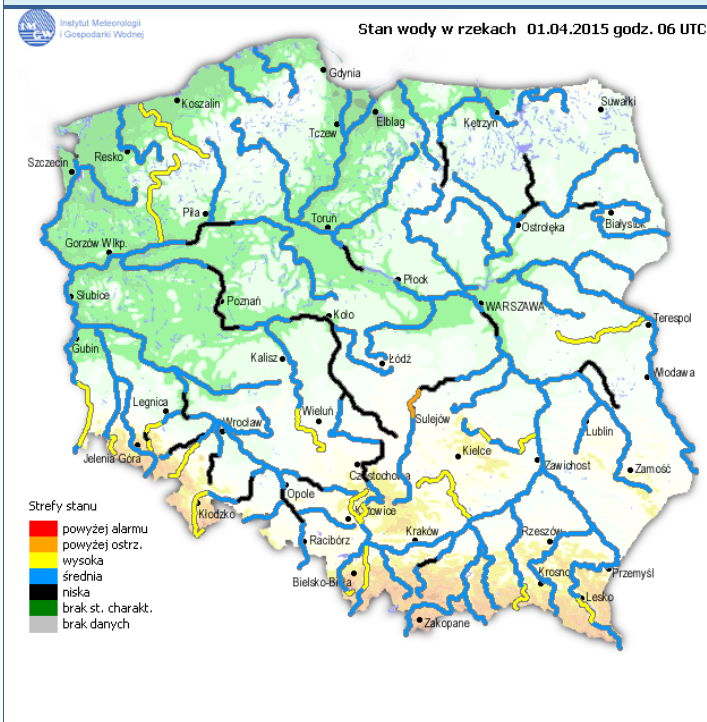 Instytut Meteorologii
i Gospodarki Wodnej
Stan wody w rzekach 01.04.2015 godz. 06 UTC
Gdynia
Koszalin
Suwałki
Elbląg
Kętrzyn
Tczew
Resko
Szczecin
Piła
Białystok
Toruń
Ostrołęka
Gorzów Wlkp.
Płock
Słubice
Poznań
WARSZAWA
Koło
Terespol
Gubin
Kalisz
Łódź
Włodawa
Legnica
Wieluń
Sulejów
Wrocław
Lublin
Jelenia Góra
Kielce
Zawichost
Zamość
Częstochowa
Opole
Kłodzko
Katowice
Racibórz
Kraków
Rzeszów
Bielsko-Biała
Krosno
Przemyśl
Lesko
Zakopane
Strefy stanu
powyżej alarmu
powyżej ostrz.
wysoka
średnia
niska
brak st. charakt.
brak danych